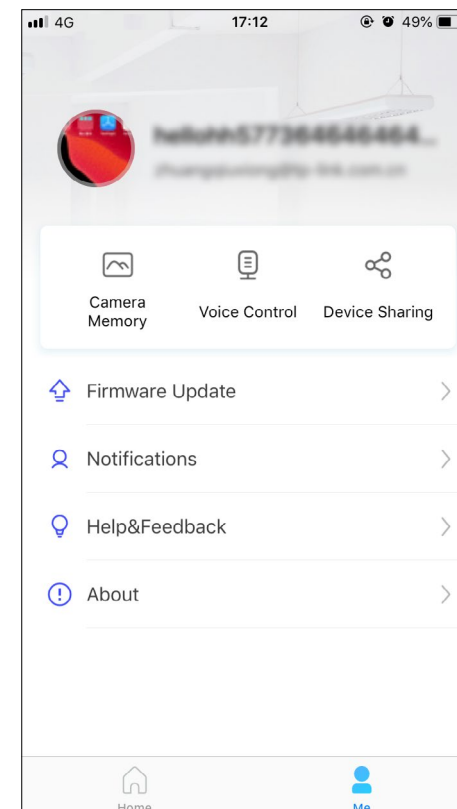 4G 17:12 49%
Camera Memory
Voice Control
Device Sharing
Firmware Update
Notifications
Help&Feedback
About
Home
Me